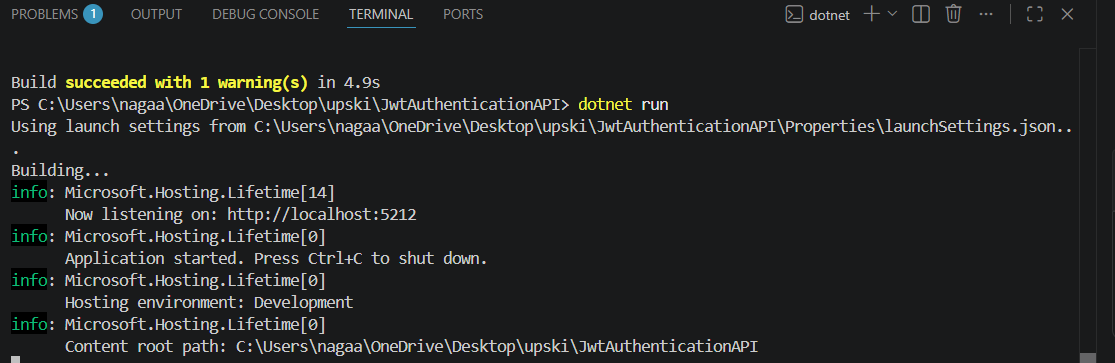 PROBLEMS 1 OUTPUT DEBUG CONSOLE TERMINAL PORTS dotnet
Build succeeded with 1 warning(s) in 4.9s
PS C:\Users\nagaa\OneDrive\Desktop\upski\JwtAuthenticationAPI> dotnet run
Using launch settings from C:\Users\nagaa\OneDrive\Desktop\upski\JwtAuthenticationAPI\Properties\launchSettings.json..
.
Building...
info: Microsoft.Hosting.Lifetime[14]
Now listening on: http://localhost:5212
info: Microsoft.Hosting.Lifetime[0]
Application started. Press Ctrl+C to shut down.
info: Microsoft.Hosting.Lifetime[0]
Hosting environment: Development
info: Microsoft.Hosting.Lifetime[0]
Content root path: C:\Users\nagaa\OneDrive\Desktop\upski\JwtAuthenticationAPI